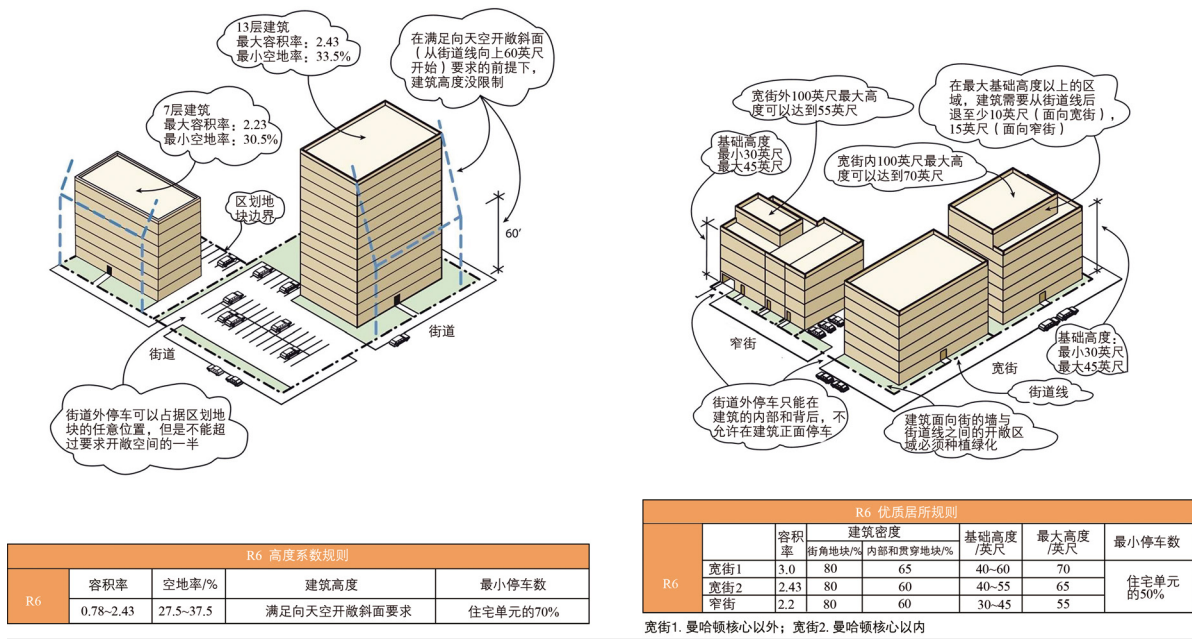 13层建筑
最大容积率：2.43
最小空地率：33.5%
在满足向天空开敞斜面
（从街道线向上60英尺
开始）要求的前提下，
建筑高度没限制
7层建筑
最大容积率：2.23
最小空地率：30.5%
区划地
块边界
60′
街道
街道
街道外停车可以占据区划地
块的任意位置，但是不能超
过要求开敞空间的一半
R6 高度系数规则
R6
容积率 空地率/% 建筑高度 最小停车数
0.78~2.43 27.5~37.5 满足向天空开敞斜面要求 住宅单元的70%
宽街外100英尺最大高
度可以达到55英尺
在最大基础高度以上的区
域，建筑需要从街道线后
退至少10英尺（面向宽街），
15英尺（面向窄街）
基础高度
最小30英尺
最大45英尺
宽街内100英尺最大高
度可以达到70英尺
窄街
宽街
基础高度：
最小30英尺
最大45英尺
街道线
街道外停车只能在
建筑的内部和背后，不
允许在建筑正面停车
建筑面向街的墙与
街道线之间的开敞区
域必须种植绿化
R6 优质居所规则
R6
容积率 建筑密度 基础高度/英尺 最大高度/英尺 最小停车数
街角地块/% 内部和贯穿地块/%
宽街1 3.0 80 65 40~60 70
宽街2 2.43 80 60 40~55 65
窄街 2.2 80 60 30~45 55
住宅单元的50%
宽街1. 曼哈顿核心以外；宽街2. 曼哈顿核心以内